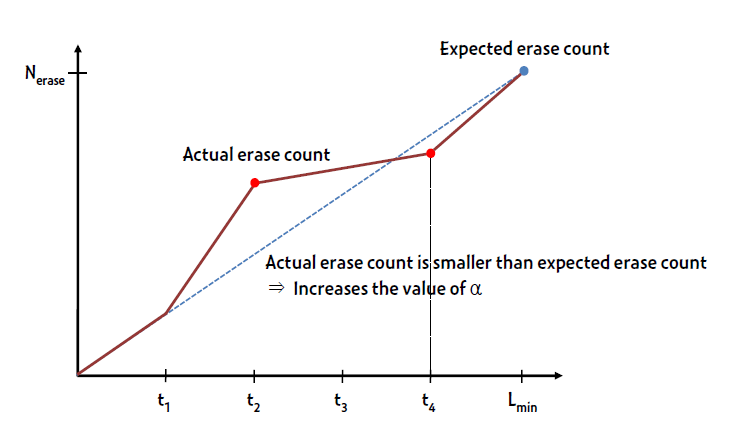 Expected erase count
N_erase
Actual erase count
Actual erase count is smaller than expected erase count
⇒ Increases the value of α
t₁ t₂ t₃ t₄ L_min